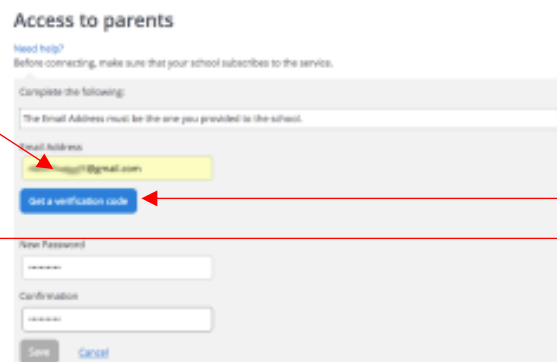 Access to parents
Need help?
Before connecting, make sure that your school subscribes to the service.
Complete the following:
The Email Address must be the one you provided to the school.
Email Address
@gmail.com
Get a verification code
New Password
Confirmation
Save Cancel